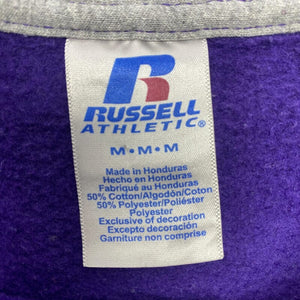 R
RUSSELL
ATHLETIC®
M • M • M
Made in Honduras
Hecho en Honduras
Fabriqué au Honduras
50% Cotton/Algodón/Coton
50% Polyester/Poliéster
Polyester
Exclusive of decoration
Excepto decoración
Garniture non comprise